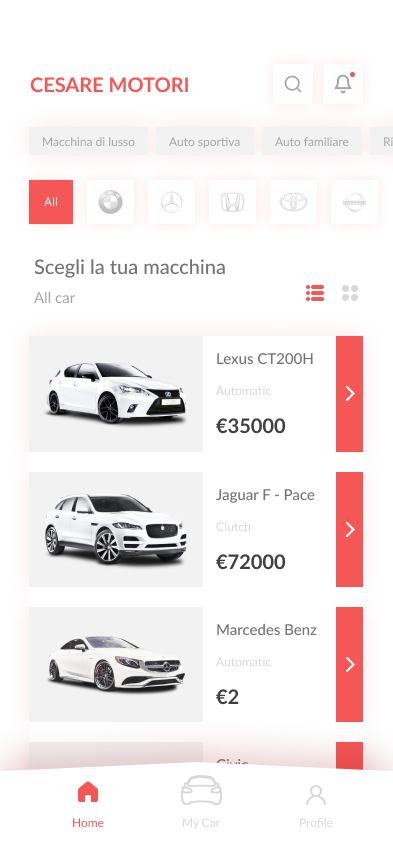 CESARE MOTORI
Macchina di lusso
Auto sportiva
Auto familiare
Ri
All
NISSAN
Scegli la tua macchina
All car
Lexus CT200H
Automatic
€35000
Jaguar F - Pace
Clutch
€72000
Marcedes Benz
Automatic
€2
Civic
Home
My Car
Profile